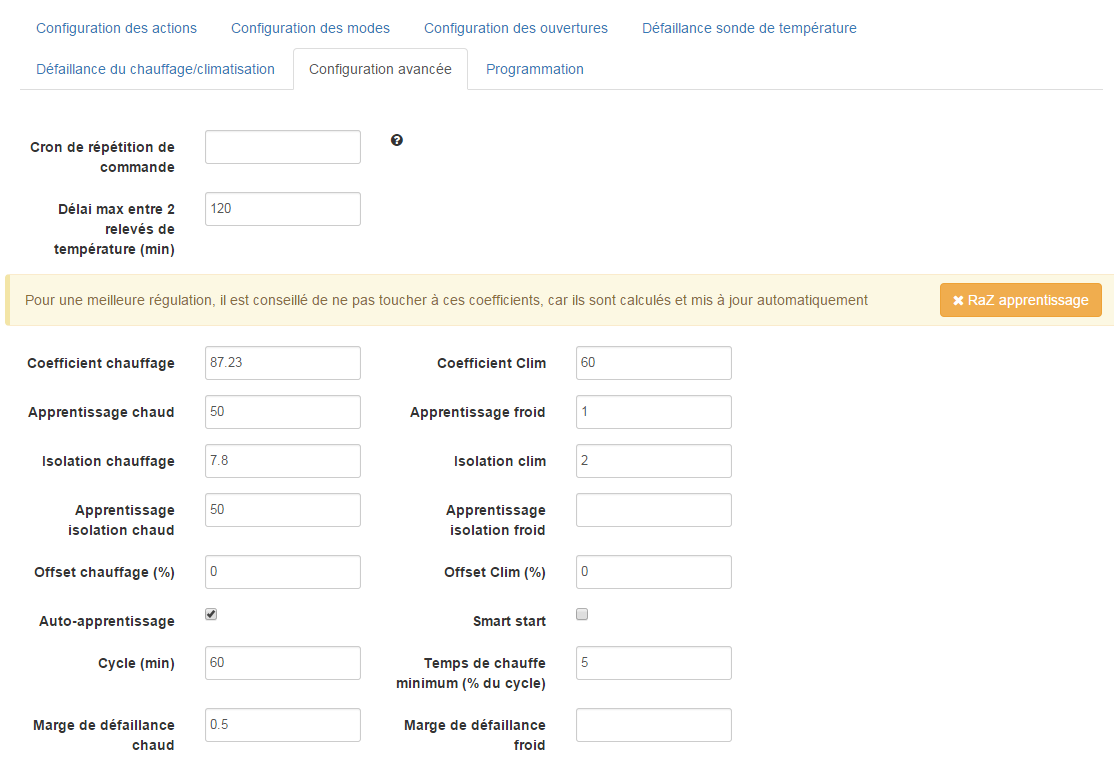 Configuration des actions Configuration des modes Configuration des ouvertures Défaillance sonde de température
Défaillance du chauffage/climatisation Configuration avancée Programmation
Cron de répétition de
commande
Délai max entre 2
relevés de
température (min)
120
Pour une meilleure régulation, il est conseillé de ne pas toucher à ces coefficients, car ils sont calculés et mis à jour automatiquement
RaZ apprentissage
Coefficient chauffage 87.23 Coefficient Clim 60
Apprentissage chaud 50 Apprentissage froid 1
Isolation chauffage 7.8 Isolation clim 2
Apprentissage
isolation chaud
50
Apprentissage
isolation froid
Offset chauffage (%) 0 Offset Clim (%) 0
Auto-apprentissage Smart start
Cycle (min) 60
Temps de chauffe
minimum (% du cycle)
5
Marge de défaillance
chaud
0.5
Marge de défaillance
froid